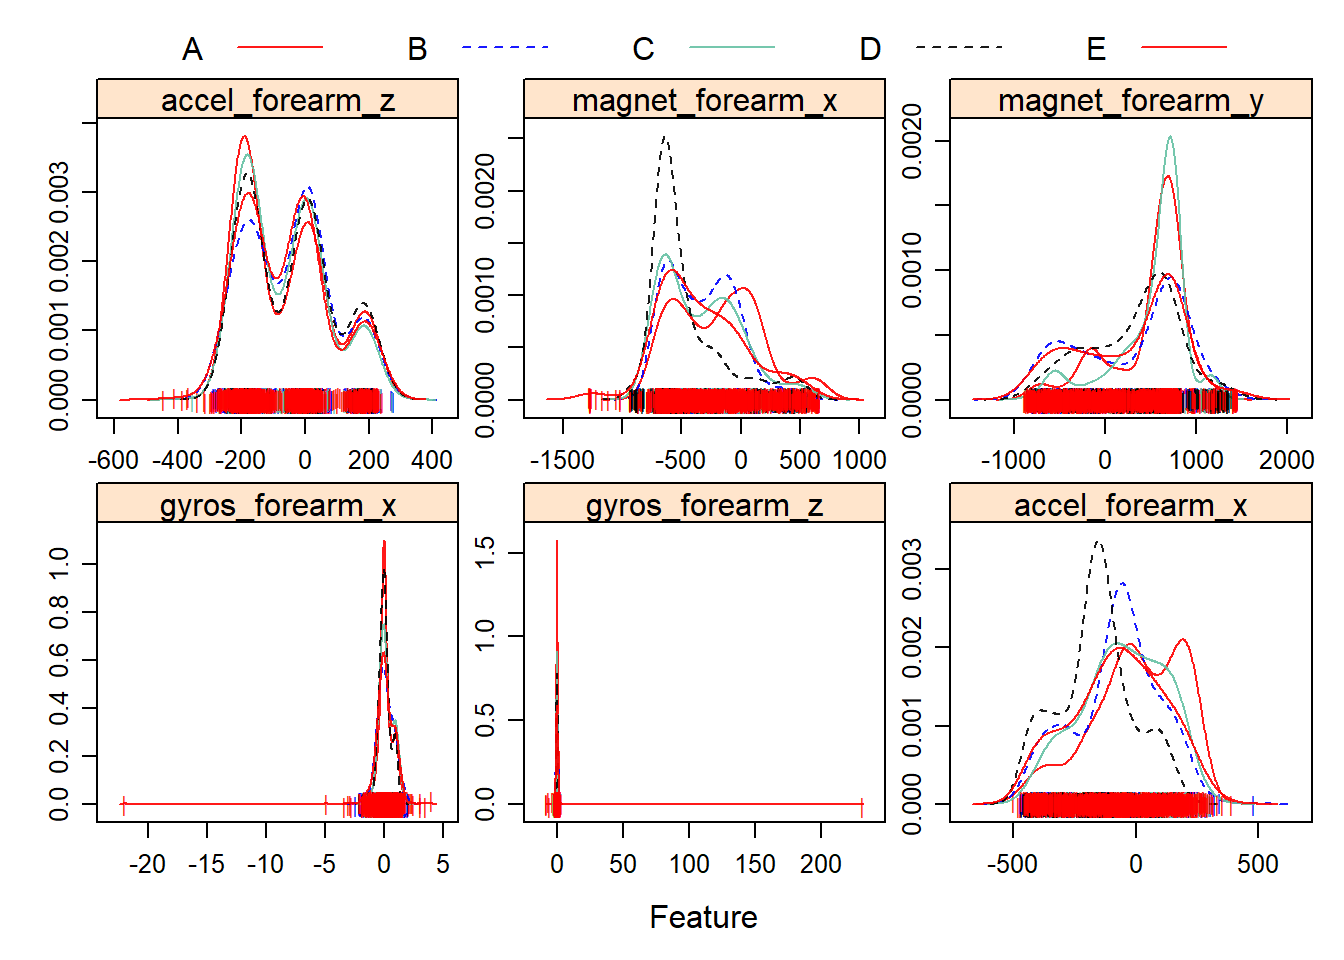 A B C D E
accel_forearm_z magnet_forearm_x magnet_forearm_y
0.000 0.001 0.002 0.003
0.0000 0.0010 0.0020
0.0000 0.0010 0.0020
-600 -400 -200 0 200 400
-1500 -500 0 500 1000
-1000 0 1000 2000
gyros_forearm_x gyros_forearm_z accel_forearm_x
0.0 0.2 0.4 0.6 0.8 1.0
0.0 0.5 1.0 1.5
0.000 0.001 0.002 0.003
-20 -15 -10 -5 0 5
0 50 100 150 200
-500 0 500
Feature